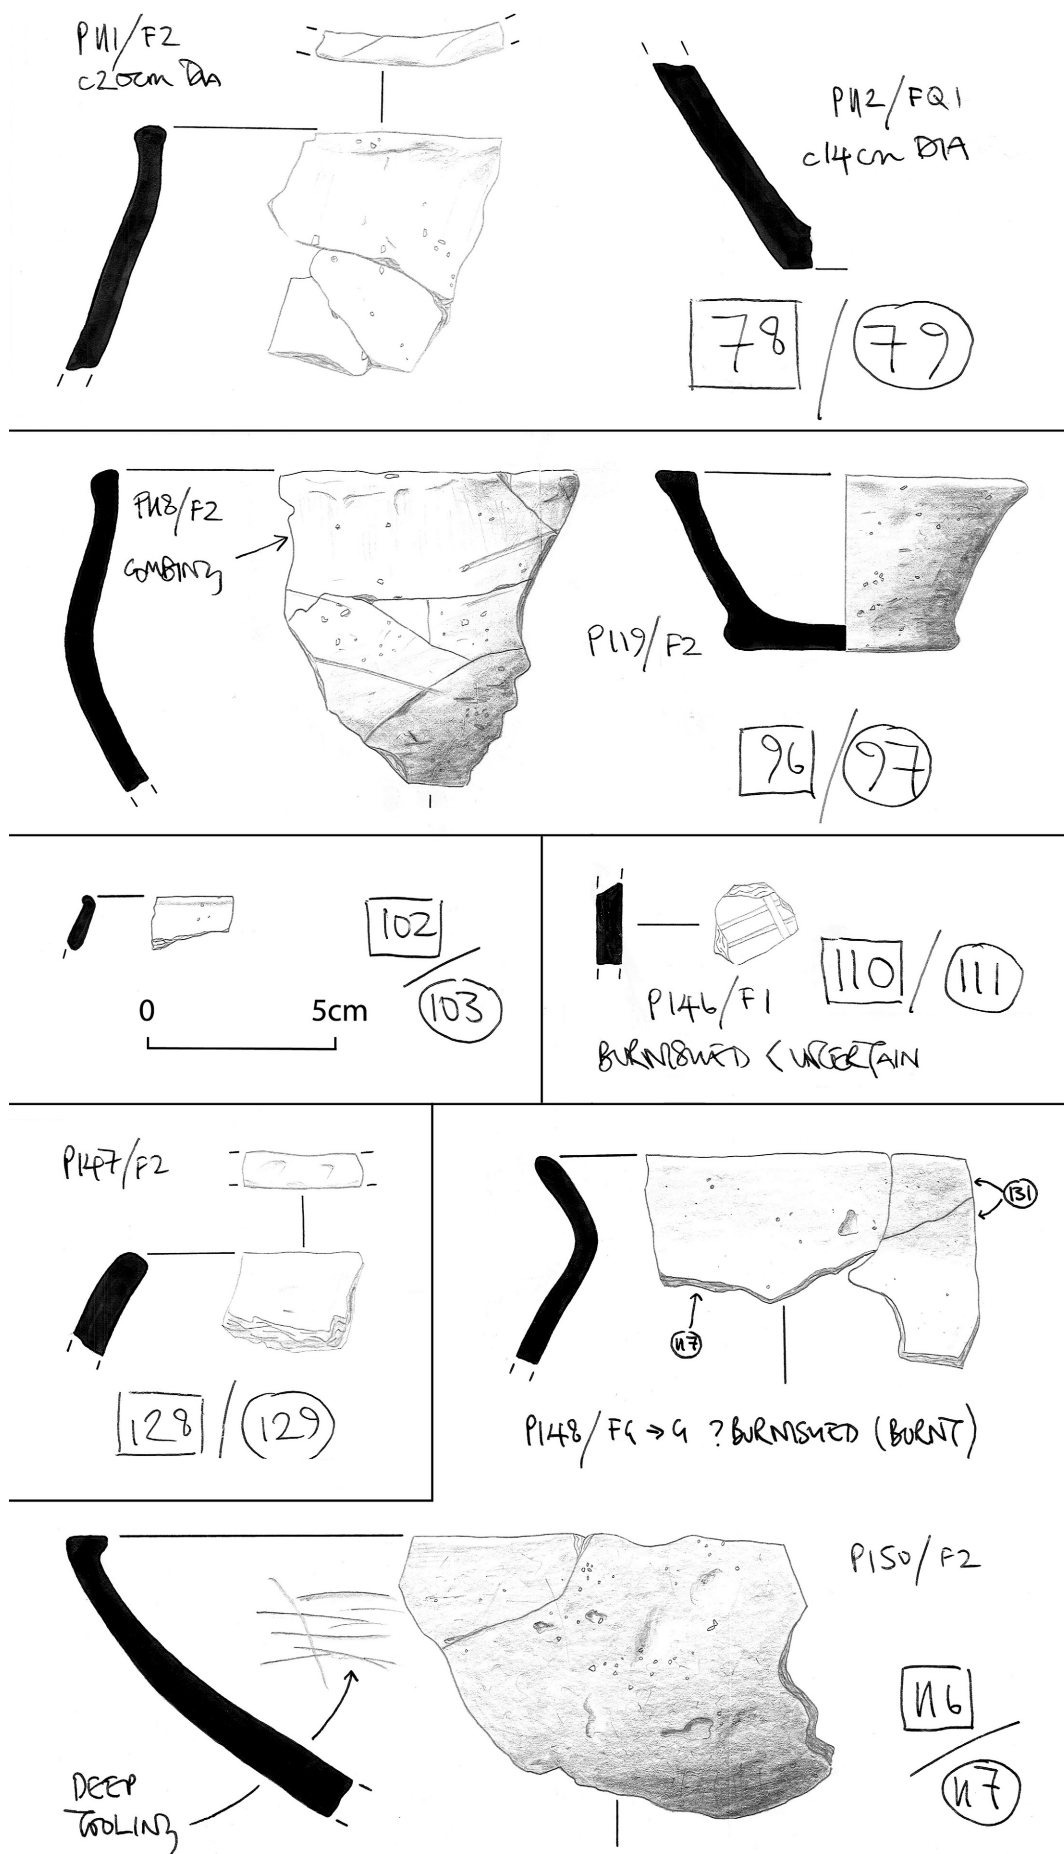 P111/F2
c20cm DIA
P112/FQ1
c14cm DIA
78/79
P118/F2
COMBING
P119/F2
96/97
102
103
0 5cm
110/111
P146/F1
BURNISHED < UNCERTAIN
P147/F2
128/129
131
117
P148/FG → G ? BURNISHED (BURNT)
P150/F2
116
117
DEEP
TOOLING